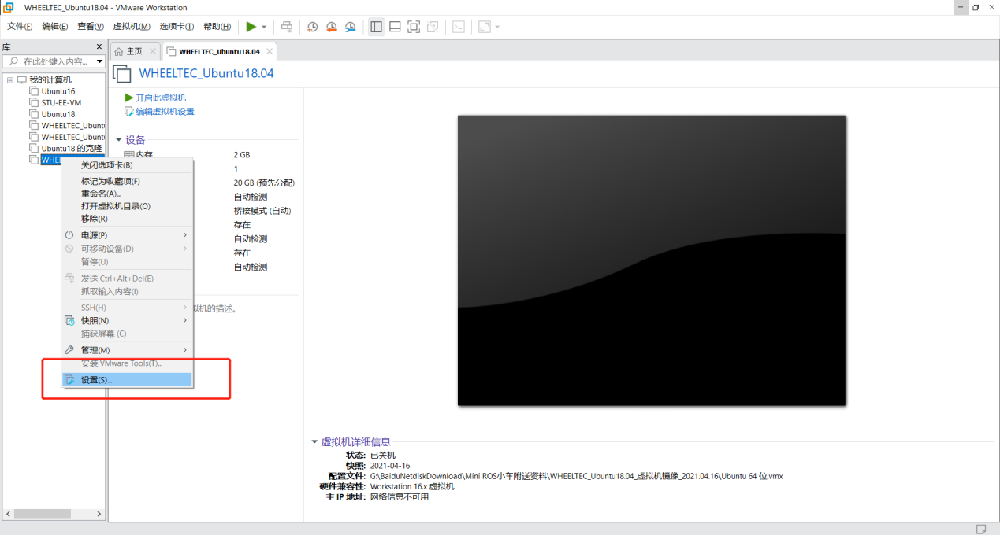 WHEELTEC_Ubuntu18.04 - VMware Workstation
文件(F) 编辑(E) 查看(V) 虚拟机(M) 选项卡(T) 帮助(H)
库
在此处键入内容...
我的计算机
Ubuntu16
STU-EE-VM
Ubuntu18
WHEELTEC_Ubunt
WHEELTEC_Ubunt
Ubuntu18 的克隆
WHEE
主页
WHEELTEC_Ubuntu18.04
WHEELTEC_Ubuntu18.04
开启此虚拟机
编辑虚拟机设置
设备
内存 2 GB
1
20 GB (预先分配)
自动检测
桥接模式 (自动)
存在
自动检测
存在
自动检测
拟机的描述。
关闭选项卡(B)
标记为收藏项(F)
重命名(A)...
打开虚拟机目录(O)
移除(R)
电源(P)
可移动设备(D)
暂停(U)
发送 Ctrl+Alt+Del(E)
抓取输入内容(I)
SSH(H)
快照(N)
捕获屏幕 (C)
管理(M)
安装 VMware Tools(T)...
设置(S)...
虚拟机详细信息
状态: 已关机
快照: 2021-04-16
配置文件: G:\BaiduNetdiskDownload\Mini ROS小车附送资料\WHEELTEC_Ubuntu18.04_虚拟机镜像_2021.04.16\Ubuntu 64 位.vmx
硬件兼容性: Workstation 16.x 虚拟机
主 IP 地址: 网络信息不可用